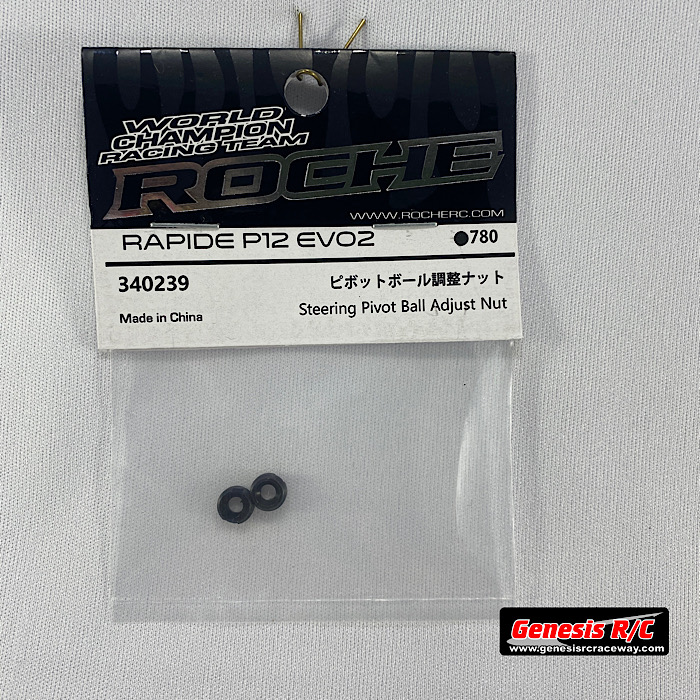 WORLD
CHAMPION
RACING TEAM
ROCHE
WWW.ROCHERC.COM
RAPIDE P12 EVO2 ●780
340239 ピボットボール調整ナット
Made in China Steering Pivot Ball Adjust Nut
Genesis R/C
www.genesisrcraceway.com